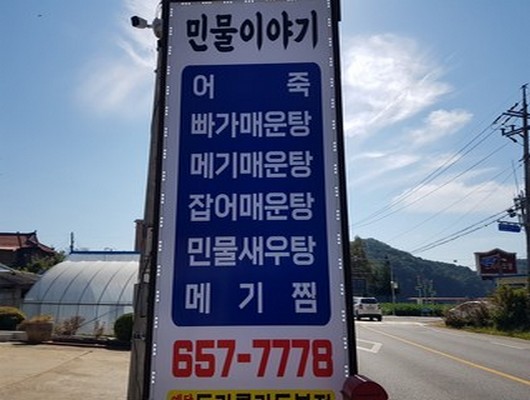 민물이야기
어 죽
빠가매운탕
메기매운탕
잡어매운탕
민물새우탕
메 기 찜
657-7778